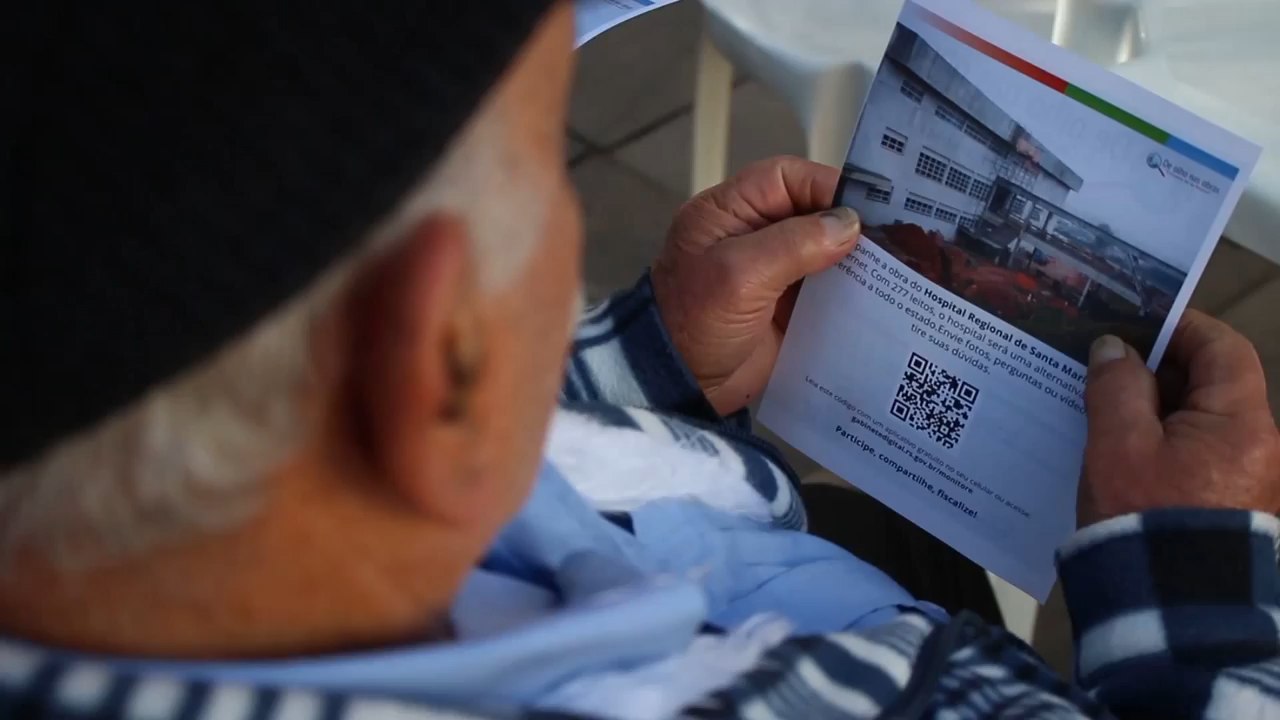 De olho nas obras
panhe a obra do Hospital Regional de Santa Mari
ernet. Com 277 leitos, o hospital será uma alternativa
erência a todo o estado.Envie fotos, perguntas ou vídeo
tire suas dúvidas.
Leia este código com um aplicativo gratuito no seu celular ou acesse:
gabinetedigital.rs.gov.br/monitore
Participe, compartilhe, fiscalize!